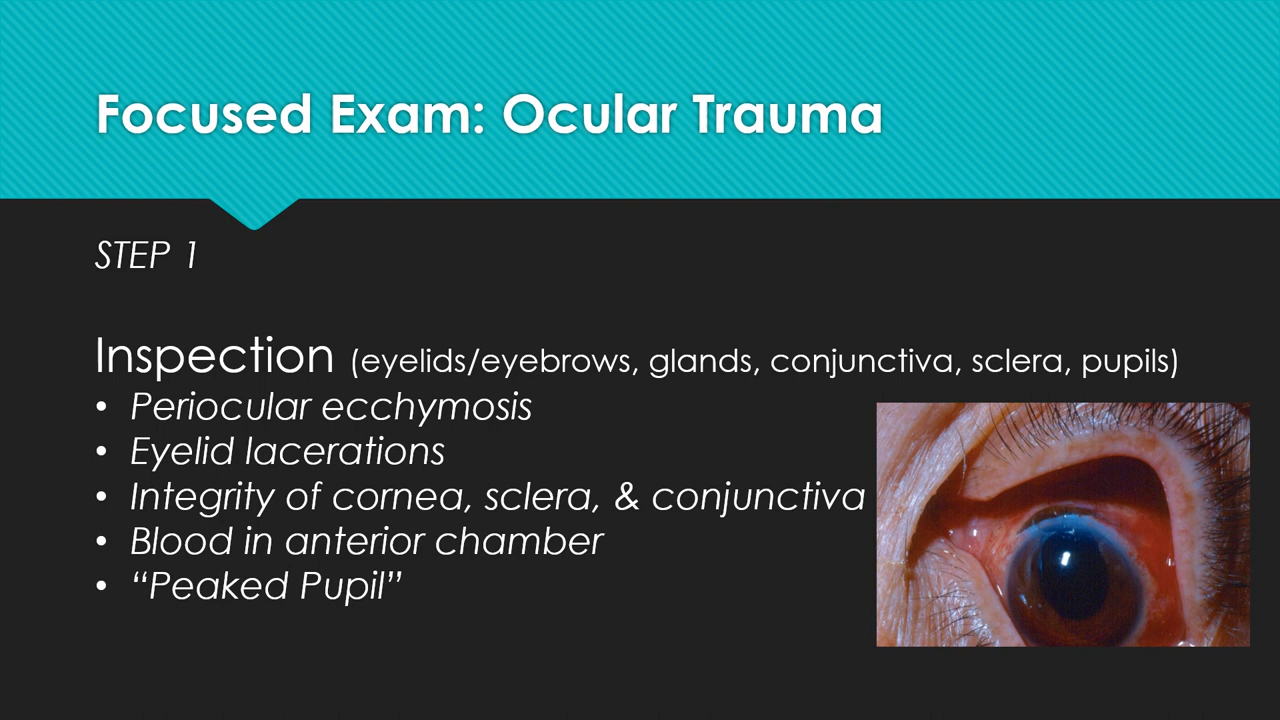 Focused Exam: Ocular Trauma
STEP 1
Inspection (eyelids/eyebrows, glands, conjunctiva, sclera, pupils)
• Periocular ecchymosis
• Eyelid lacerations
• Integrity of cornea, sclera, & conjunctiva
• Blood in anterior chamber
• “Peaked Pupil”